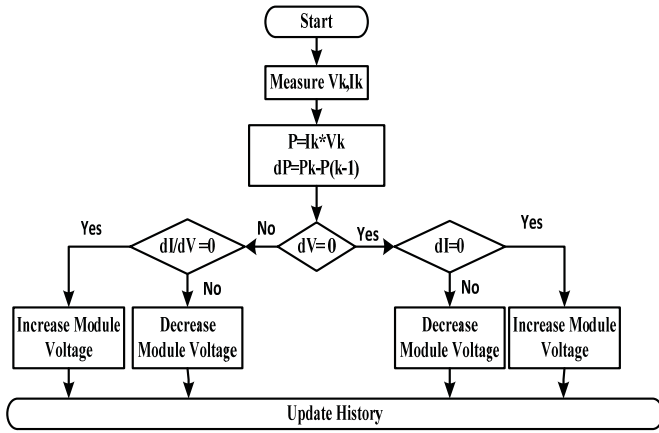 Start
Measure Vk,Ik
P=Ik*Vk
dP=Pk-P(k-1)
Yes
dI/dV =0
No
dV= 0
Yes
dI=0
Yes
No
No
Increase Module
Voltage
Decrease
Module Voltage
Decrease
Module Voltage
Increase Module
Voltage
Update History